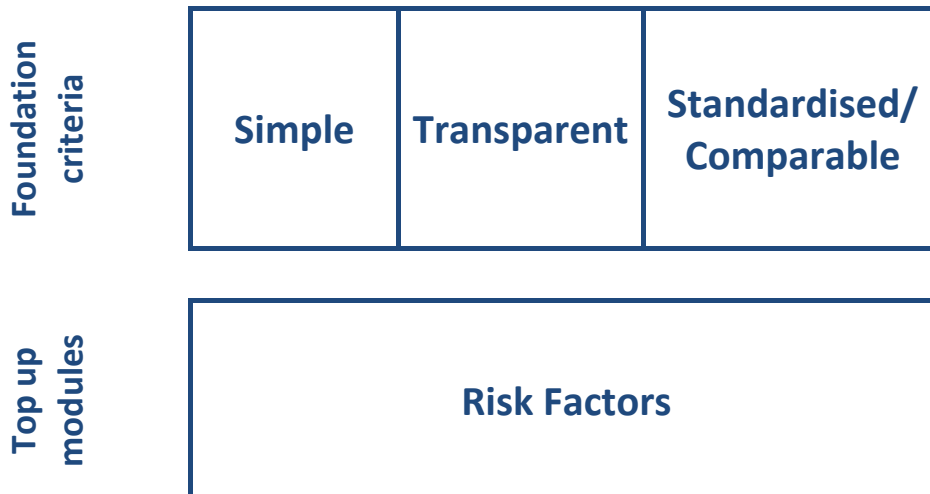 Foundation
criteria
Simple
Transparent
Standardised/
Comparable
Top up
modules
Risk Factors